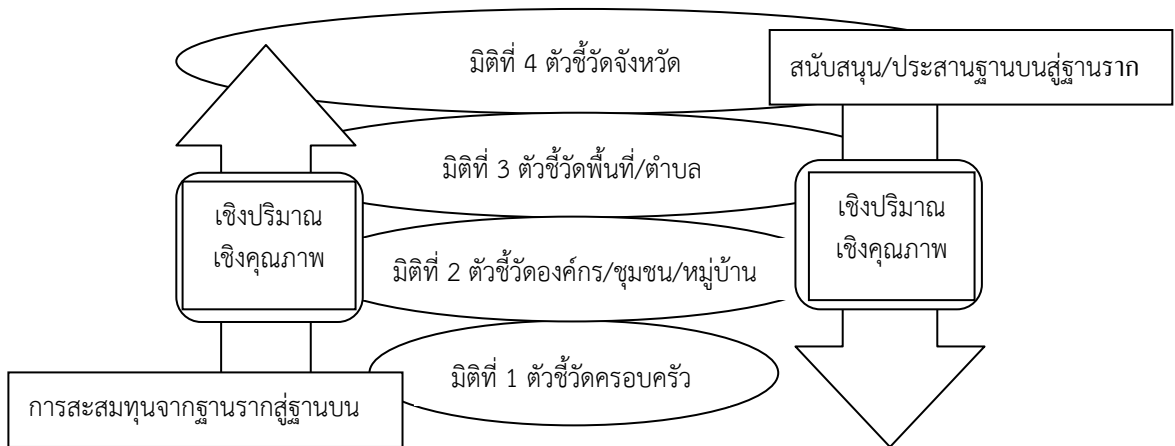 มิติที่ 4 ตัวชี้วัดจังหวัด
สนับสนุน/ประสานฐานบนสู่ฐานราก
มิติที่ 3 ตัวชี้วัดพื้นที่/ตำบล
เชิงปริมาณ
เชิงคุณภาพ
เชิงปริมาณ
เชิงคุณภาพ
มิติที่ 2 ตัวชี้วัดองค์กร/ชุมชน/หมู่บ้าน
มิติที่ 1 ตัวชี้วัดครอบครัว
การสะสมทุนจากฐานรากสู่ฐานบน